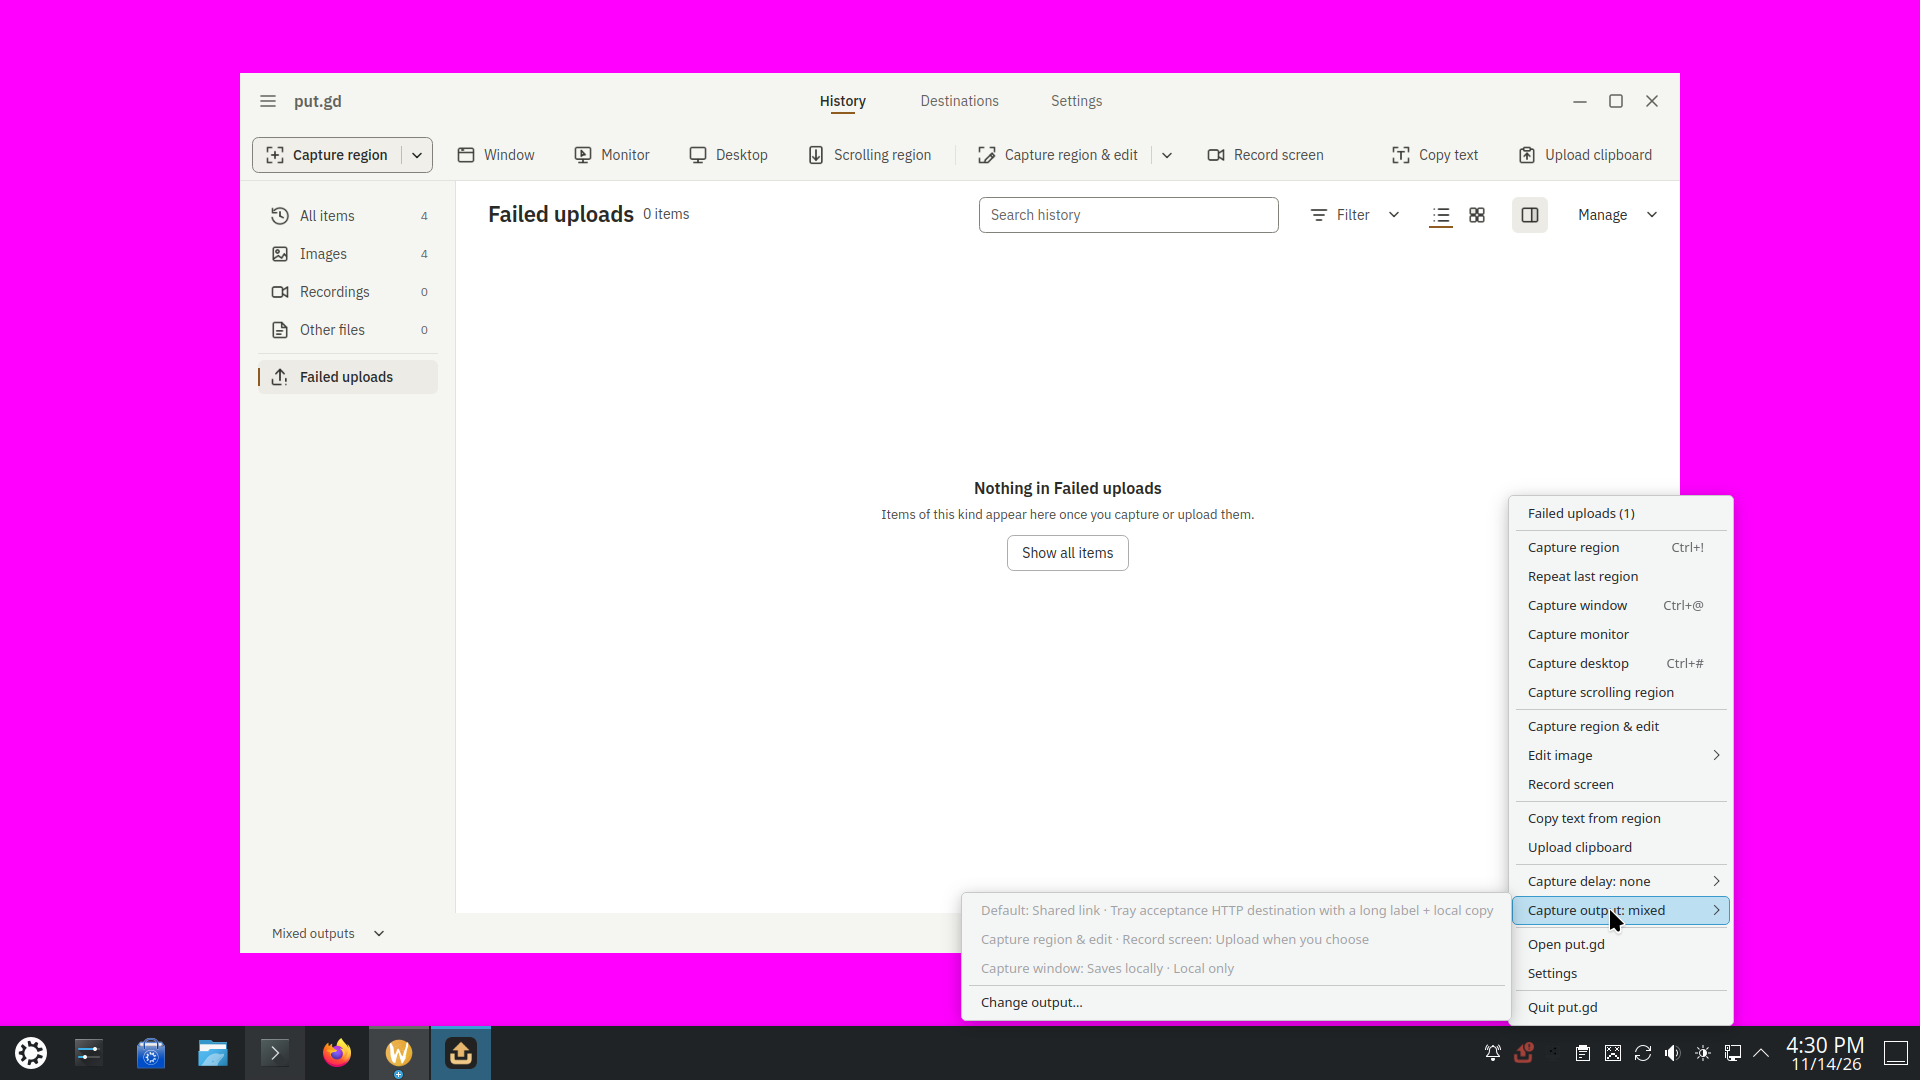 put.gd
History
Destinations
Settings
Capture region
Window
Monitor
Desktop
Scrolling region
Capture region & edit
Record screen
Copy text
Upload clipboard
All items 4
Images 4
Recordings 0
Other files 0
Failed uploads
Failed uploads 0 items
Search history
Filter
Manage
Nothing in Failed uploads
Items of this kind appear here once you capture or upload them.
Show all items
Mixed outputs
Failed uploads (1)
Capture region Ctrl+!
Repeat last region
Capture window Ctrl+@
Capture monitor
Capture desktop Ctrl+#
Capture scrolling region
Capture region & edit
Edit image
Record screen
Copy text from region
Upload clipboard
Capture delay: none
Capture output: mixed
Open put.gd
Settings
Quit put.gd
Default: Shared link · Tray acceptance HTTP destination with a long label + local copy
Capture region & edit · Record screen: Upload when you choose
Capture window: Saves locally · Local only
Change output...
4:30 PM
11/14/26